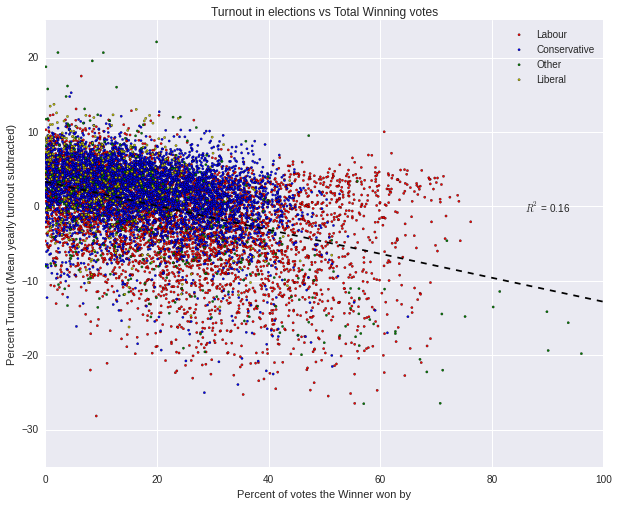 Turnout in elections vs Total Winning votes
Labour
Conservative
Other
Liberal
20
10
0
−10
−20
−30
Percent Turnout (Mean yearly turnout subtracted)
R² = 0.16
0 20 40 60 80 100
Percent of votes the Winner won by